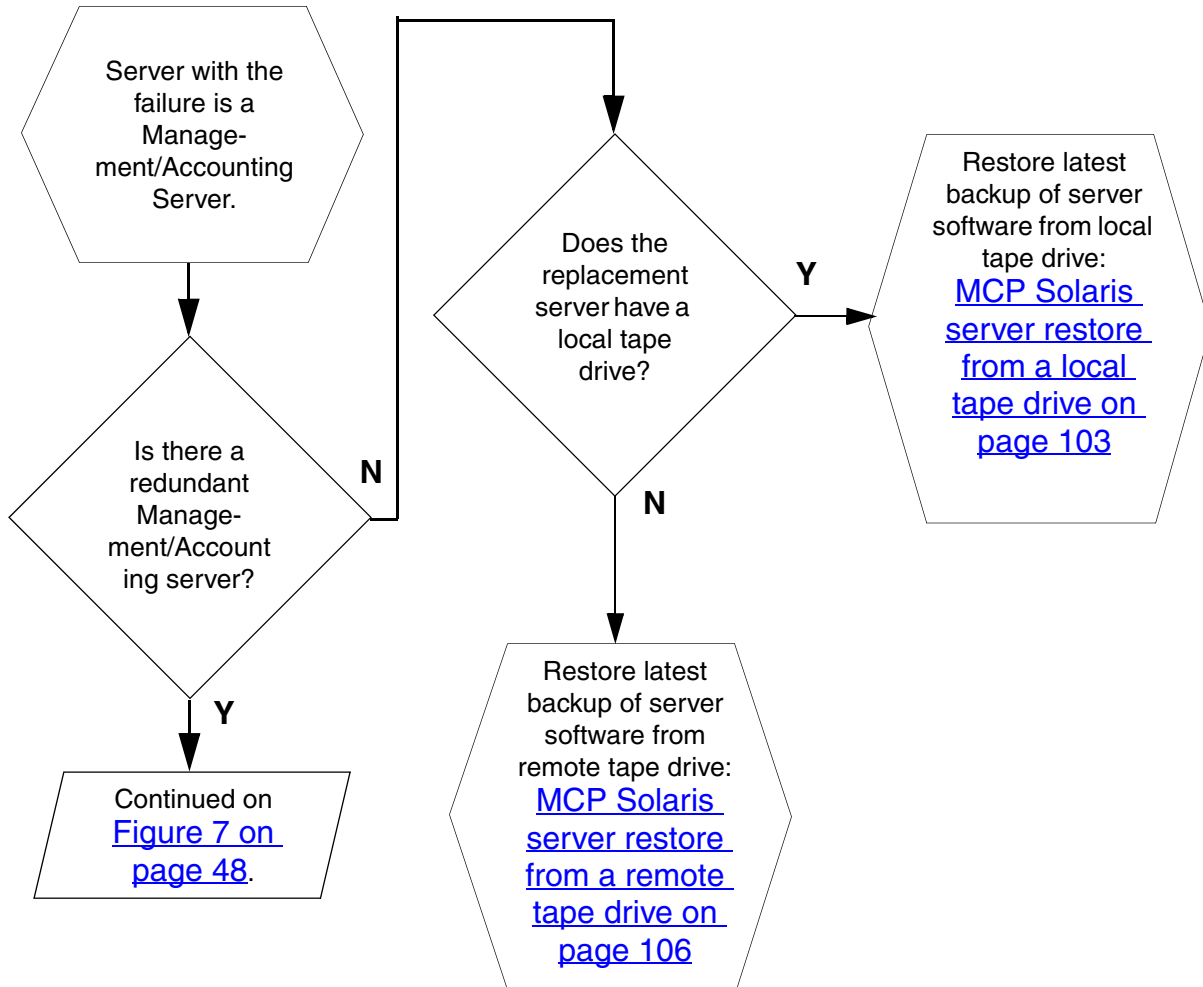 Server with the
failure is a
Manage-
ment/Accounting
Server.
Is there a
redundant
Manage-
ment/Account
ing server?
N
Y
Continued on
Figure 7 on
page 48.
Does the
replacement
server have a
local tape
drive?
Y
N
Restore latest
backup of server
software from local
tape drive:
MCP Solaris
server restore
from a local
tape drive on
page 103
Restore latest
backup of server
software from
remote tape drive:
MCP Solaris
server restore
from a remote
tape drive on
page 106